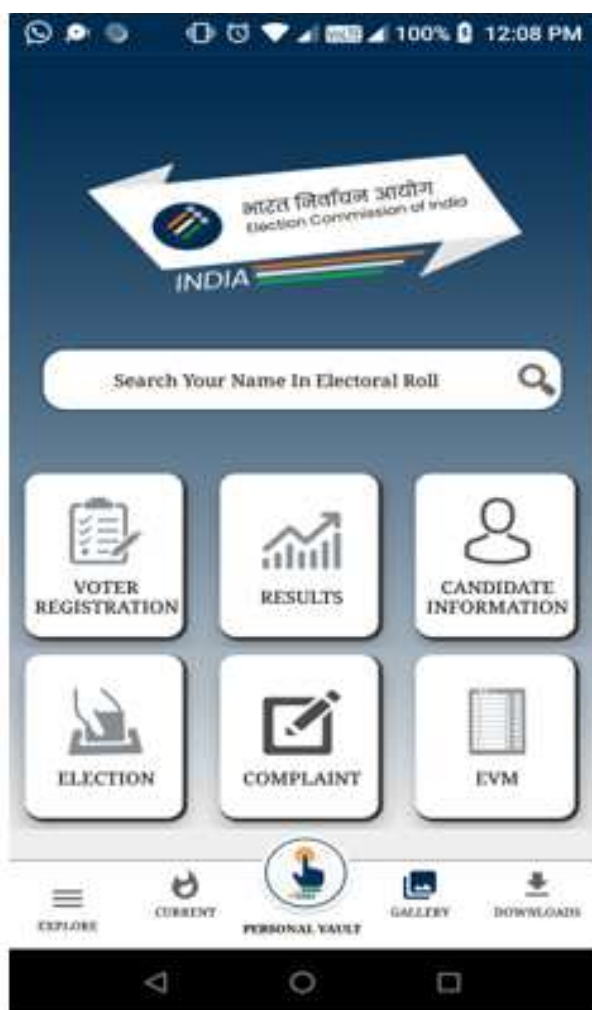 100% 12:08 PM
भारत निर्वाचन आयोग
Election Commission of India
INDIA
Search Your Name In Electoral Roll
VOTER
REGISTRATION
RESULTS
CANDIDATE
INFORMATION
ELECTION
COMPLAINT
EVM
EXPLORE
CURRENT
PERSONAL VAULT
GALLERY
DOWNLOADS